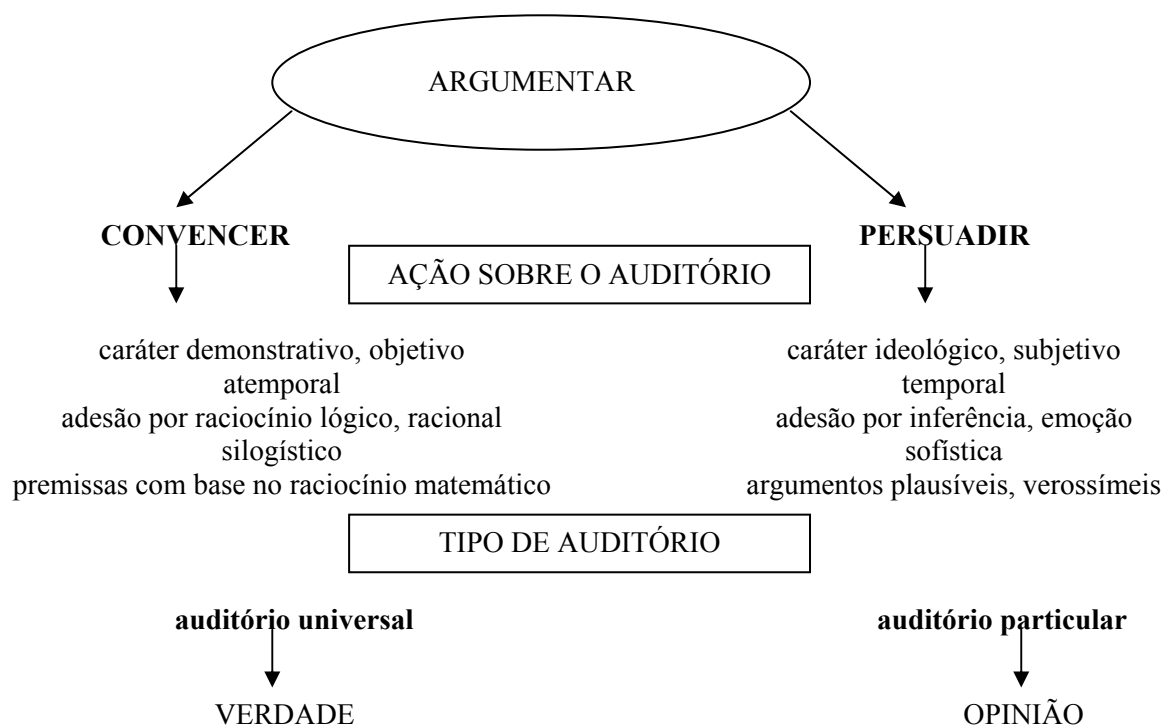 ARGUMENTAR
CONVENCER
PERSUADIR
AÇÃO SOBRE O AUDITÓRIO
caráter demonstrativo, objetivo
atemporal
adesão por raciocínio lógico, racional
silogístico
premissas com base no raciocínio matemático
caráter ideológico, subjetivo
temporal
adesão por inferência, emoção
sofística
argumentos plausíveis, verossímeis
TIPO DE AUDITÓRIO
auditório universal
auditório particular
VERDADE
OPINIÃO